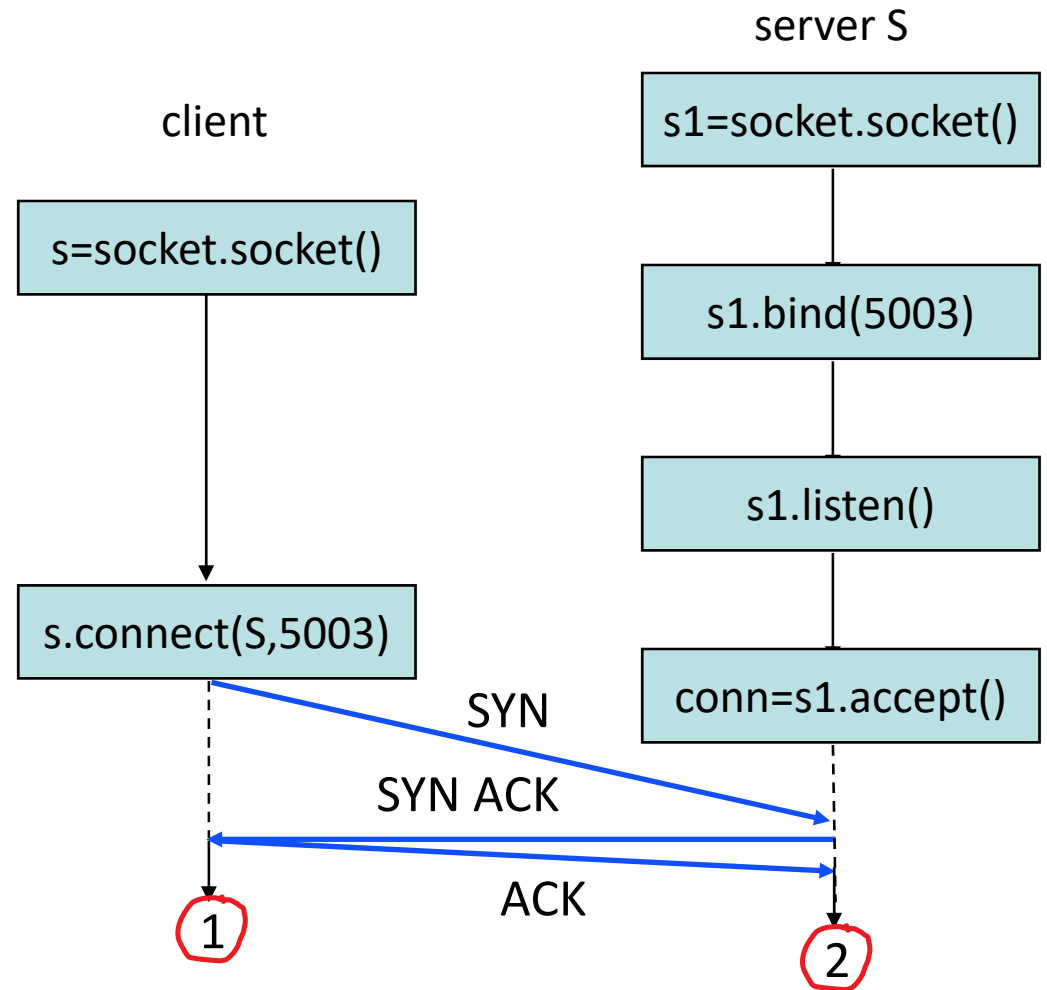 server S
client
s1=socket.socket()
s=socket.socket()
s1.bind(5003)
s1.listen()
s.connect(S,5003)
conn=s1.accept()
SYN
SYN ACK
ACK
1
2